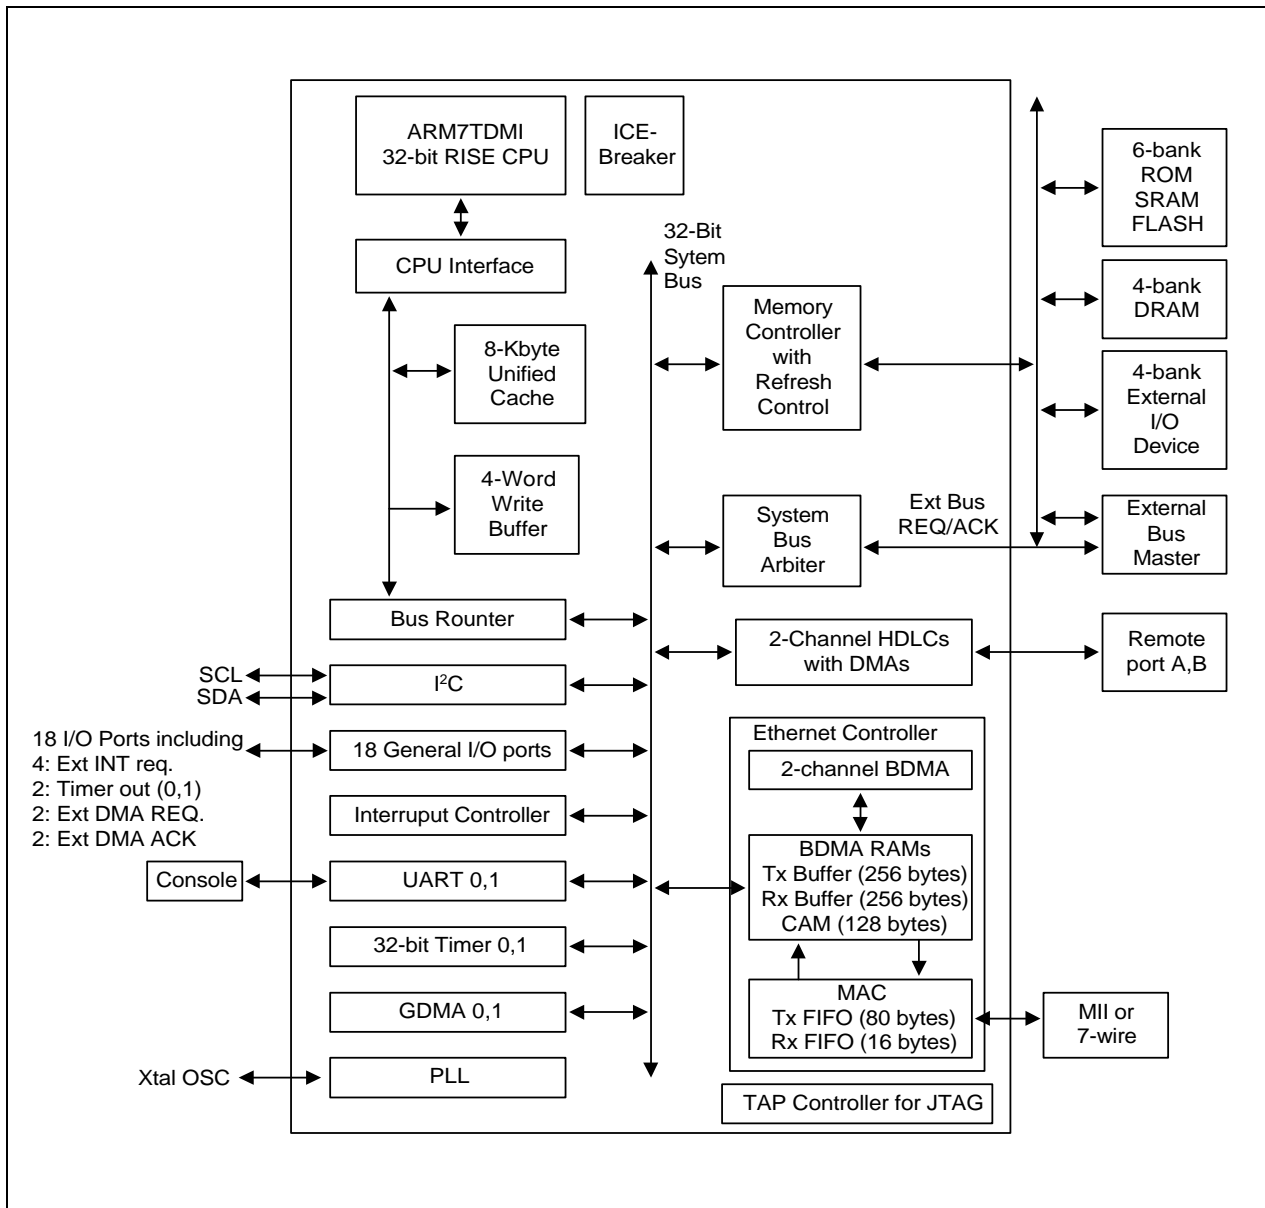 ARM7TDMI
32-bit RISE CPU
ICE-
Breaker
CPU Interface
8-Kbyte
Unified
Cache
4-Word
Write
Buffer
Bus Rounter
32-Bit
Sytem
Bus
Memory
Controller
with
Refresh
Control
System
Bus
Arbiter
Ext Bus
REQ/ACK
6-bank
ROM
SRAM
FLASH
4-bank
DRAM
4-bank
External
I/O
Device
External
Bus
Master
2-Channel HDLCs
with DMAs
Remote
port A,B
SCL
SDA
I²C
18 I/O Ports including
4: Ext INT req.
2: Timer out (0,1)
2: Ext DMA REQ.
2: Ext DMA ACK
18 General I/O ports
Interruput Controller
Console
UART 0,1
32-bit Timer 0,1
GDMA 0,1
Xtal OSC
PLL
Ethernet Controller
2-channel BDMA
BDMA RAMs
Tx Buffer (256 bytes)
Rx Buffer (256 bytes)
CAM (128 bytes)
MAC
Tx FIFO (80 bytes)
Rx FIFO (16 bytes)
MII or
7-wire
TAP Controller for JTAG